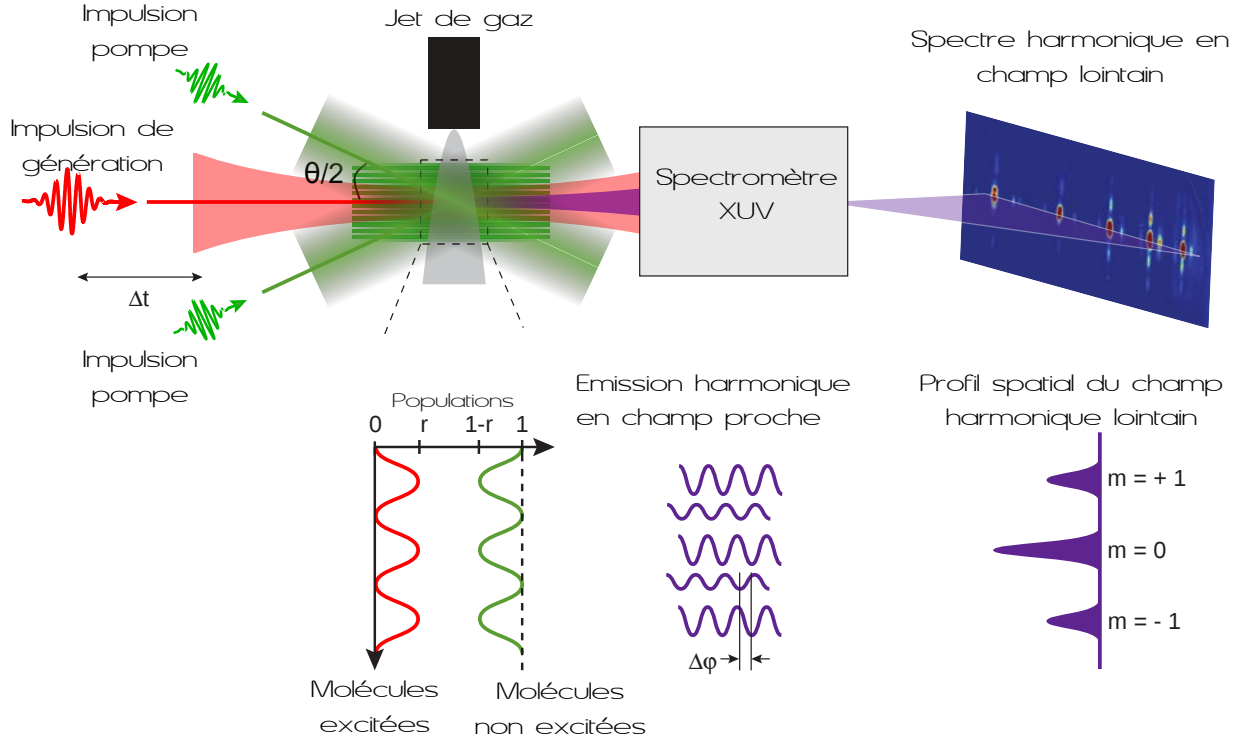 Impulsion
pompe
Jet de gaz
Spectre harmonique en
champ lointain
Impulsion de
génération
θ/2
Spectromètre
XUV
Δt
Impulsion
pompe
Populations
0 r 1-r 1
Emission harmonique
en champ proche
Profil spatial du champ
harmonique lointain
m = + 1
m = 0
m = - 1
Δφ
Molécules
excitées
Molécules
non excitées